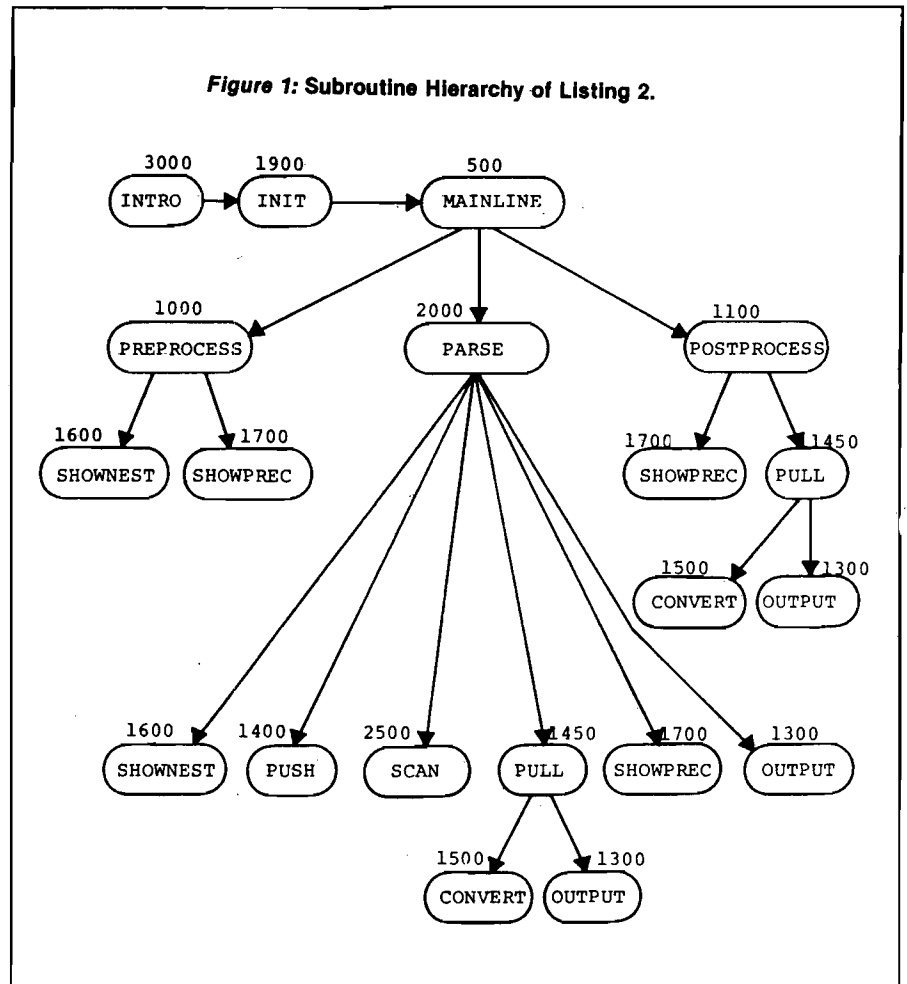 Figure 1: Subroutine Hierarchy of Listing 2.
3000 1900 500
INTRO INIT MAINLINE
1000 2000 1100
PREPROCESS PARSE POSTPROCESS
1600 1700 1700 1450
SHOWNEST SHOWPREC SHOWPREC PULL
1500 1300
CONVERT OUTPUT
1600 1400 2500 1450 1700 1300
SHOWNEST PUSH SCAN PULL SHOWPREC OUTPUT
1500 1300
CONVERT OUTPUT